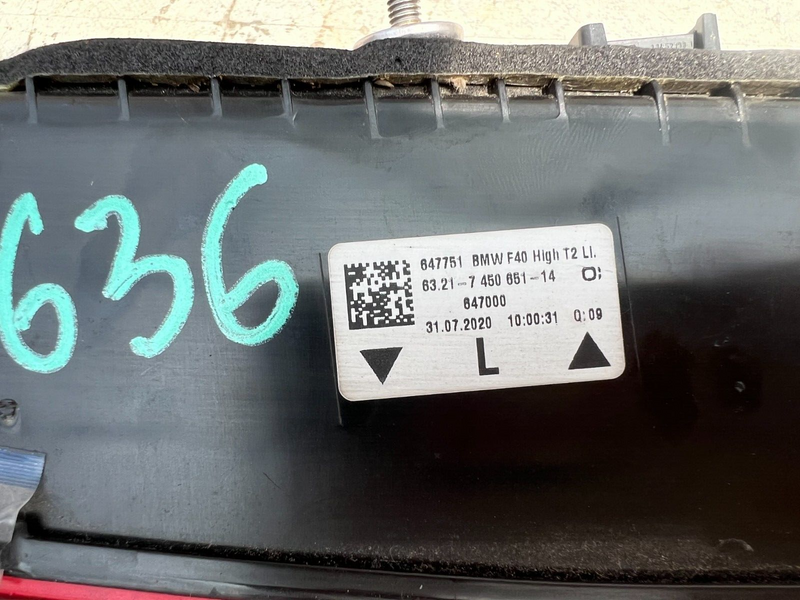 636
647751 BMW F40 High T2 LI.
63.21-7 450 651-14
647000
31.07.2020 10:00:31 Q:09
L